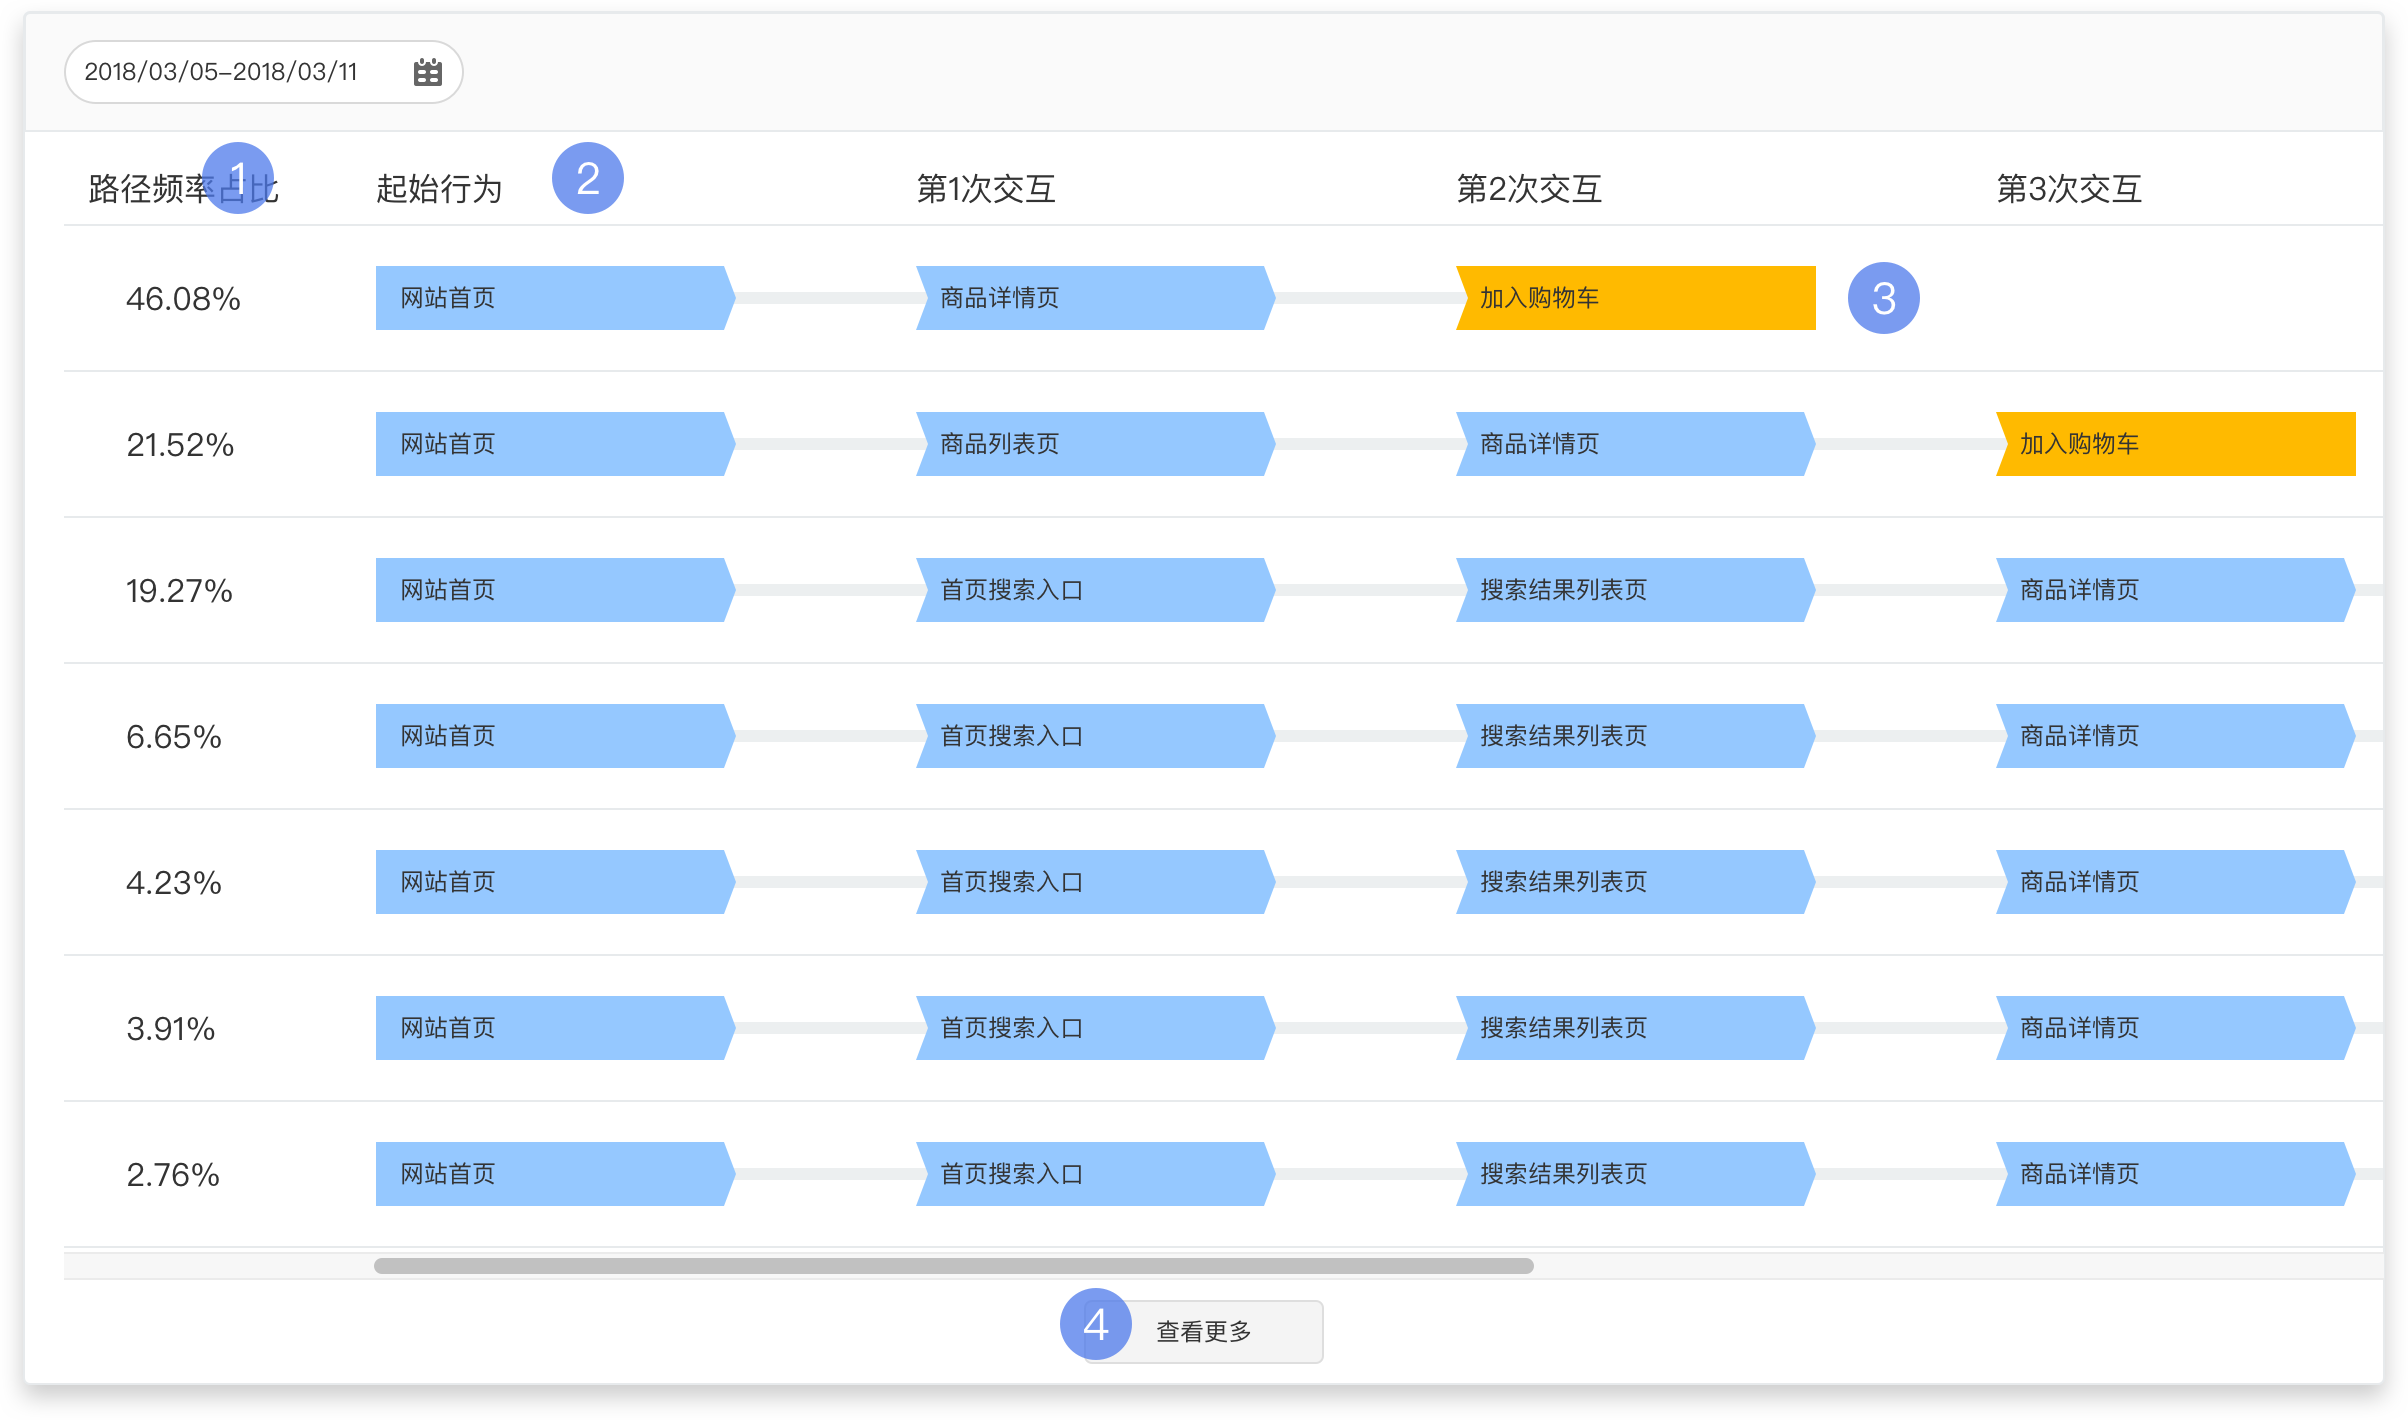 2018/03/05-2018/03/11
路径频率占比 1 起始行为 2 第1次交互 第2次交互 第3次交互
46.08% 网站首页 商品详情页 加入购物车 3
21.52% 网站首页 商品列表页 商品详情页 加入购物车
19.27% 网站首页 首页搜索入口 搜索结果列表页 商品详情页
6.65% 网站首页 首页搜索入口 搜索结果列表页 商品详情页
4.23% 网站首页 首页搜索入口 搜索结果列表页 商品详情页
3.91% 网站首页 首页搜索入口 搜索结果列表页 商品详情页
2.76% 网站首页 首页搜索入口 搜索结果列表页 商品详情页
4 查看更多